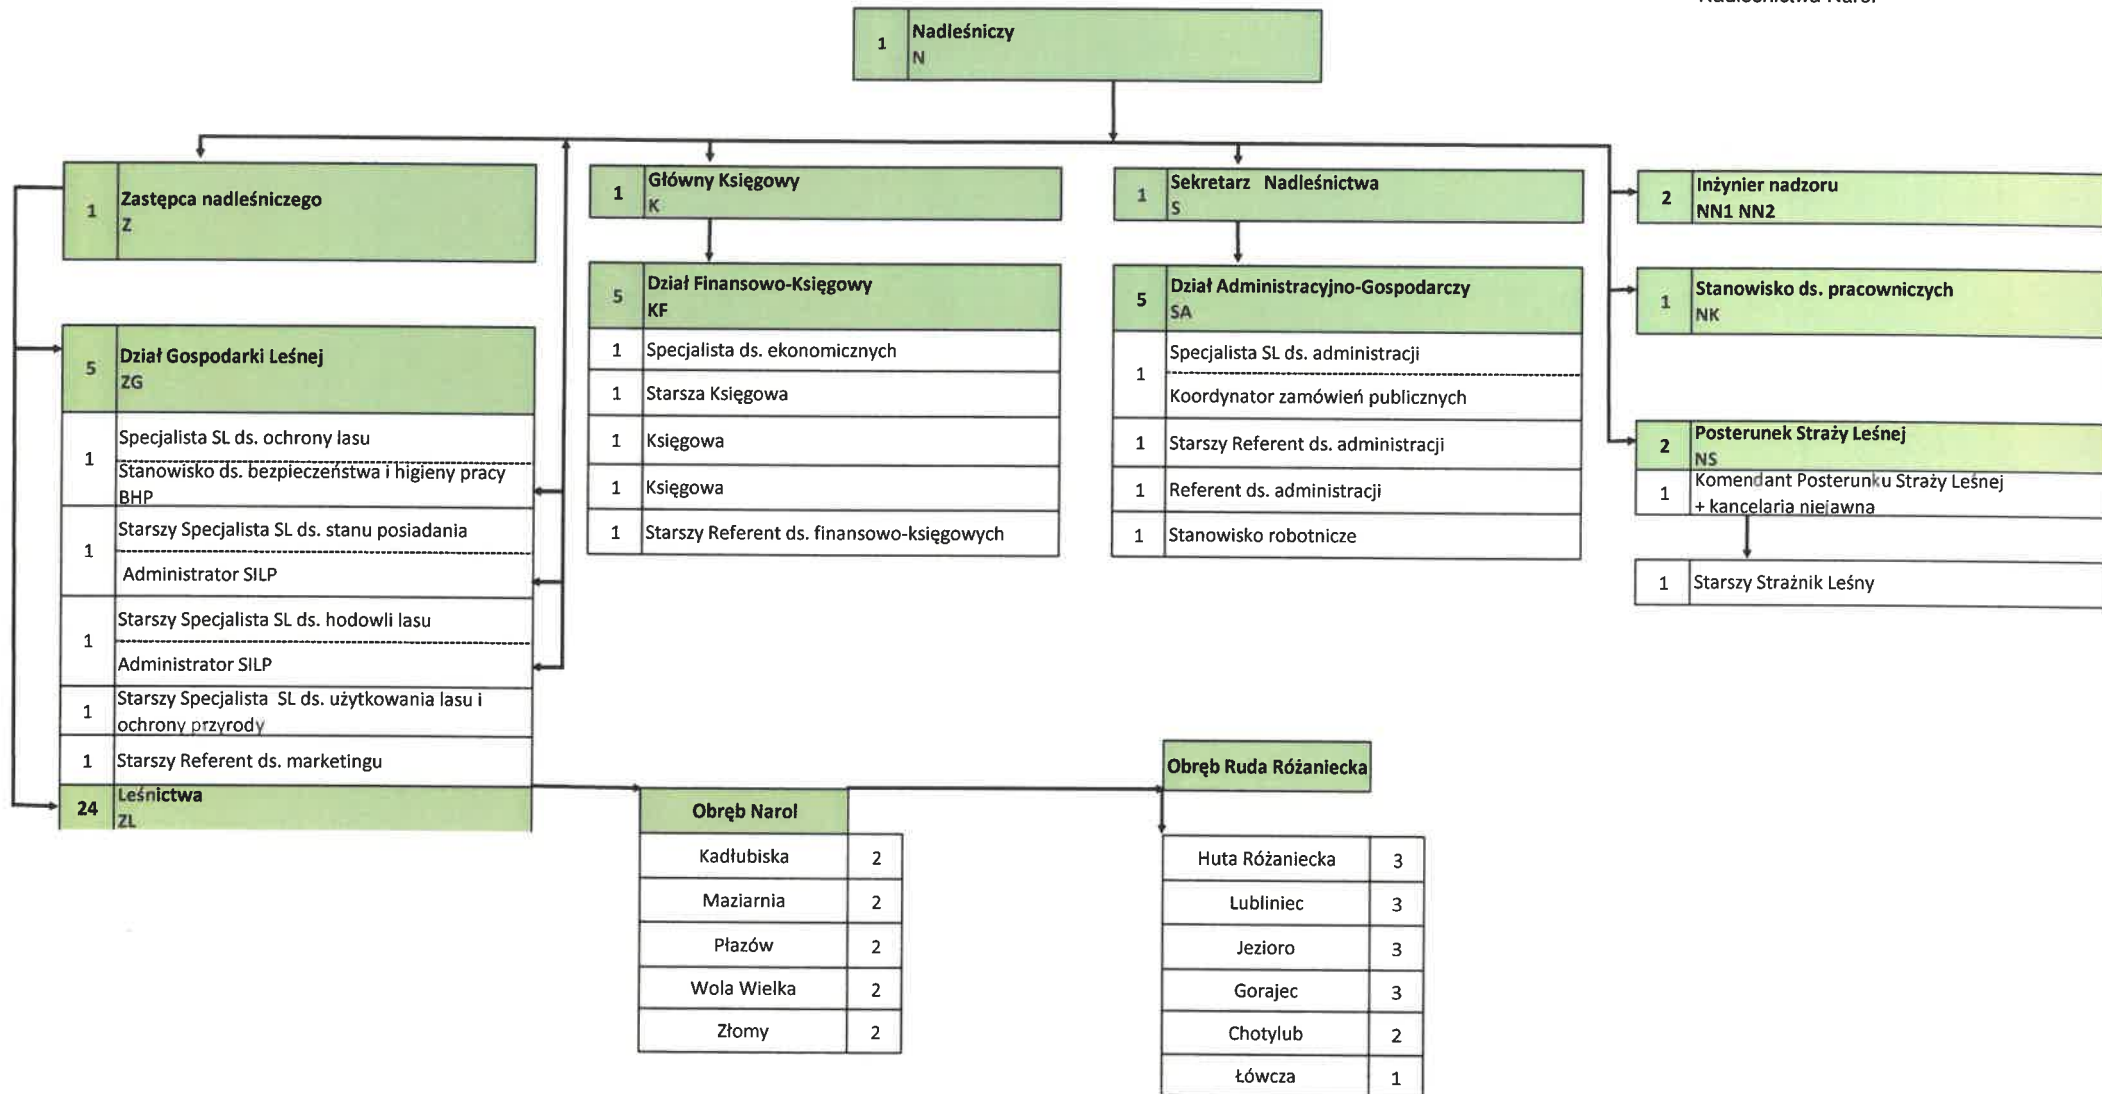 Nadleśnictwa Narol
1 Nadleśniczy
N
1 Zastępca nadleśniczego
Z
1 Główny Księgowy
K
1 Sekretarz Nadleśnictwa
S
2 Inżynier nadzoru
NN1 NN2
5 Dział Gospodarki Leśnej
ZG
1 Specjalista SL ds. ochrony lasu
Stanowisko ds. bezpieczeństwa i higieny pracy
BHP
1 Starszy Specjalista SL ds. stanu posiadania
Administrator SILP
1 Starszy Specjalista SL ds. hodowli lasu
Administrator SILP
1 Starszy Specjalista SL ds. użytkowania lasu i
ochrony przyrody
1 Starszy Referent ds. marketingu
24 Leśnictwa
ZL
5 Dział Finansowo-Księgowy
KF
1 Specjalista ds. ekonomicznych
1 Starsza Księgowa
1 Księgowa
1 Księgowa
1 Starszy Referent ds. finansowo-księgowych
5 Dział Administracyjno-Gospodarczy
SA
1 Specjalista SL ds. administracji
Koordynator zamówień publicznych
1 Starszy Referent ds. administracji
1 Referent ds. administracji
1 Stanowisko robotnicze
1 Stanowisko ds. pracowniczych
NK
2 Posterunek Straży Leśnej
NS
1 Komendant Posterunku Straży Leśnej
+ kancelaria niejawna
1 Starszy Strażnik Leśny
Obręb Narol
Kadłubiska 2
Maziarnia 2
Płazów 2
Wola Wielka 2
Złomy 2
Obręb Ruda Różaniecka
Huta Różaniecka 3
Lubliniec 3
Jezioro 3
Gorajec 3
Chotylub 2
Łówcza 1